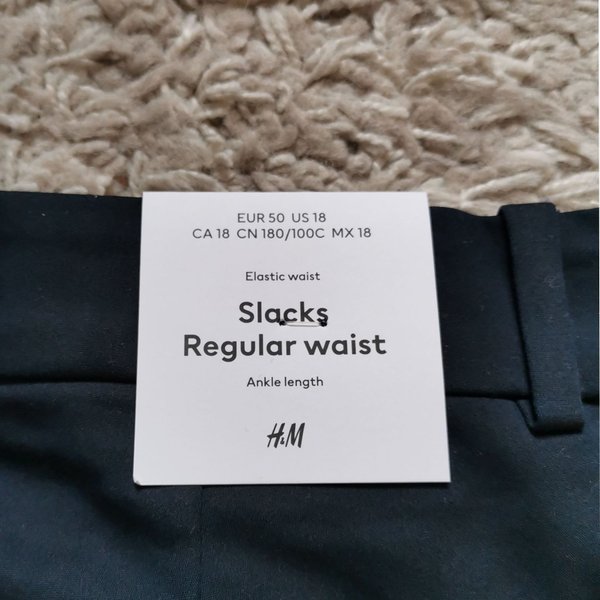 EUR 50 US 18
CA 18 CN 180/100C MX 18
Elastic waist
Slacks
Regular waist
Ankle length
H&M